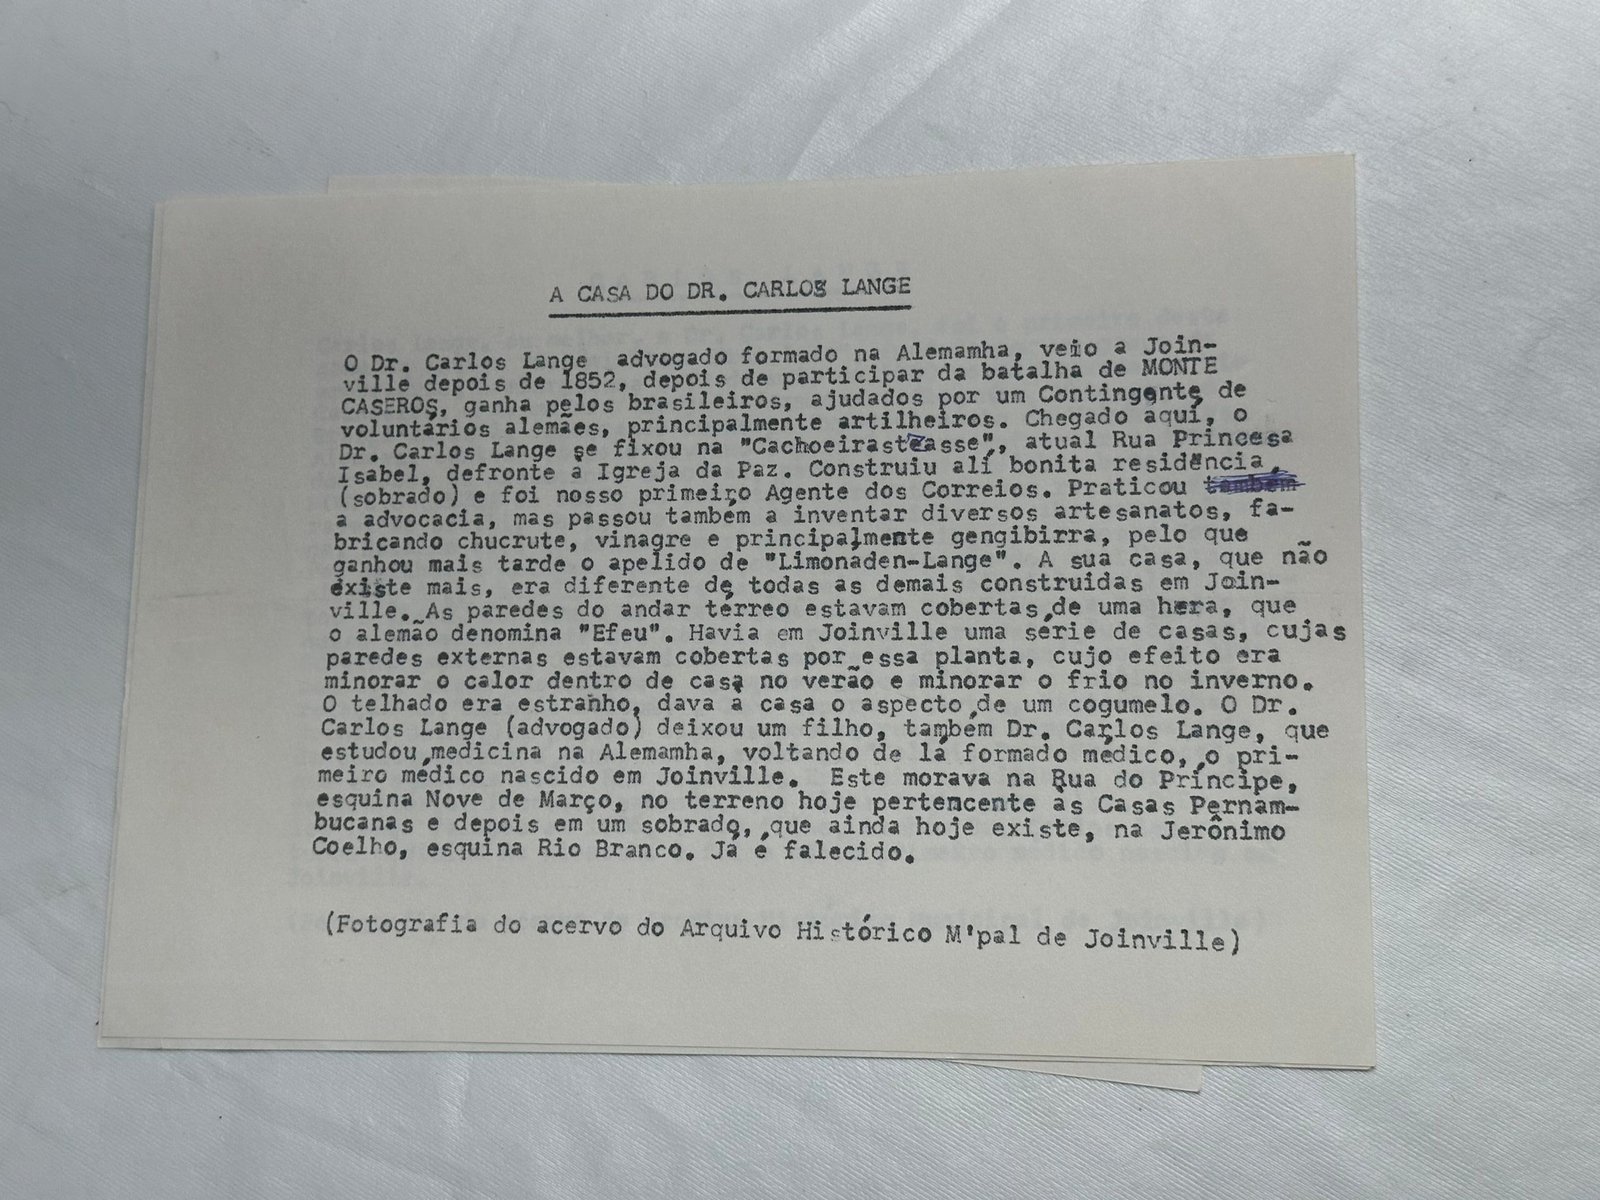 A CASA DO DR. CARLOS LANGE
O Dr. Carlos Lange advogado formado na Alemamha, veio a Join-
ville depois de 1852, depois de participar da batalha de MONTE
CASEROS, ganha pelos brasileiros, ajudados por um Contingente de
voluntários alemães, principalmente artilheiros. Chegado aqui, o
Dr. Carlos Lange se fixou na "Cachoeirastrasse", atual Rua Princesa
Isabel, defronte à Igreja da Paz. Construiu alí bonita residência,
(sobrado) e foi nosso primeiro Agente dos Correios. Praticou também
a advocacia, mas passou também a inventar diversos artesanatos, fa-
bricando chucrute, vinagre e principalmente gengibirra, pelo que
ganhou mais tarde o apelido de "Limonaden-Lange". A sua casa, que não
existe mais, era diferente de todas as demais construidas em Join-
ville. As paredes do andar térreo estavam cobertas de uma hera, que
o alemão denomina "Efeu". Havia em Joinville uma série de casas, cujas
paredes externas estavam cobertas por essa planta, cujo efeito era
minorar o calor dentro de casa no verão e minorar o frio no inverno.
O telhado era estranho, dava à casa o aspecto de um cogumelo. O Dr.
Carlos Lange (advogado) deixou um filho, também Dr. Carlos Lange, que
estudou medicina na Alemamha, voltando de lá formado médico, o pri-
meiro médico nascido em Joinville. Este morava na Rua do Príncipe,
esquina Nove de Março, no terreno hoje pertencente às Casas Pernam-
bucanas e depois em um sobrado, que ainda hoje existe, na Jerônimo
Coelho, esquina Rio Branco. Já é falecido.
(Fotografia do acervo do Arquivo Histórico M'pal de Joinville)